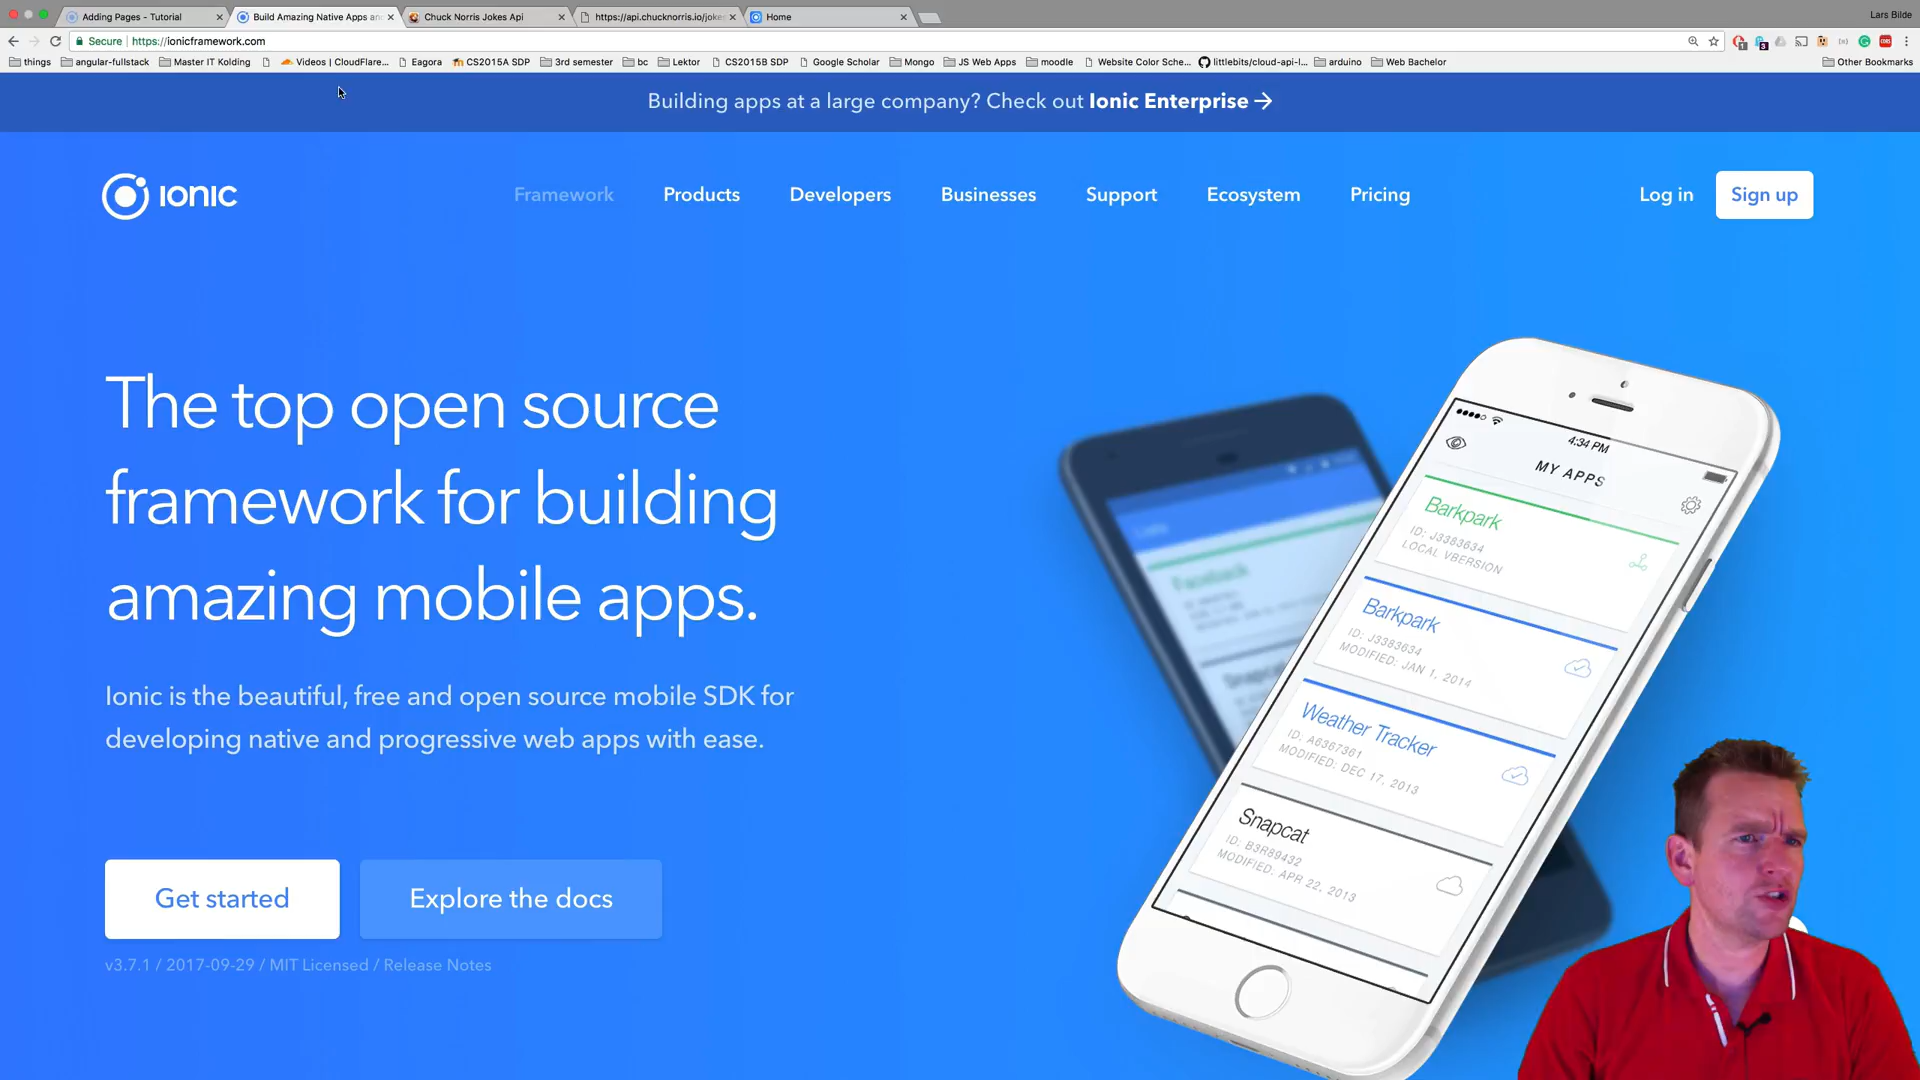 Adding Pages - Tutorial
Build Amazing Native Apps an
Chuck Norris Jokes Api
https://api.chucknorris.io/joke
Home
Lars Bilde
Secure
https://ionicframework.com
things
angular-fullstack
Master IT Kolding
Videos | CloudFlare...
Eagora
CS2015A SDP
3rd semester
bc
Lektor
CS2015B SDP
Google Scholar
Mongo
JS Web Apps
moodle
Website Color Sche...
littlebits/cloud-api-l...
arduino
Web Bachelor
Other Bookmarks
Building apps at a large company? Check out Ionic Enterprise →
ionic
Framework
Products
Developers
Businesses
Support
Ecosystem
Pricing
Log in
Sign up
The top open source
framework for building
amazing mobile apps.
Ionic is the beautiful, free and open source mobile SDK for
developing native and progressive web apps with ease.
Get started
Explore the docs
v3.7.1 / 2017-09-29 / MIT Licensed / Release Notes
4:34 PM
MY APPS
Barkpark
ID: J3383634
LOCAL VBERSION
Barkpark
ID: J3383634
MODIFIED: JAN 1, 2014
Weather Tracker
ID: A6367361
MODIFIED: DEC 17, 2013
Snapcat
ID: B3R89432
MODIFIED: APR 22, 2013